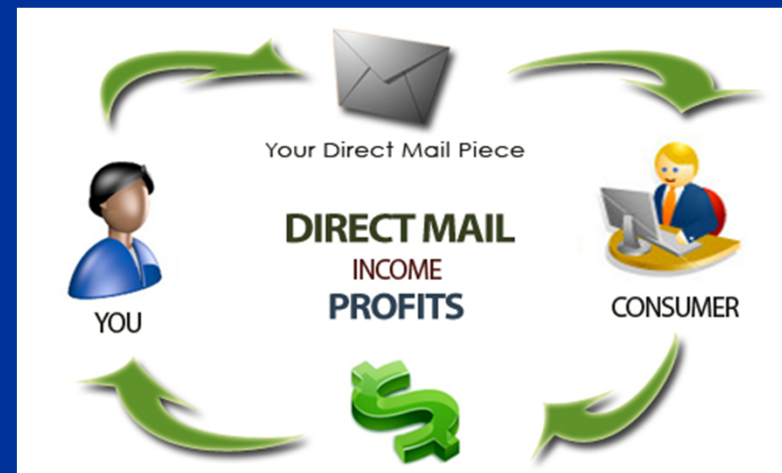 Your Direct Mail Piece
DIRECT MAIL
INCOME
PROFITS
YOU
CONSUMER